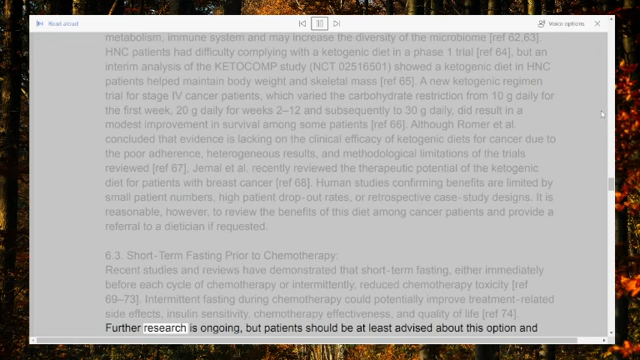 Read aloud
Voice options
metabolism, immune system and may increase the diversity of the microbiome [ref 62,63].
HNC patients had difficulty complying with a ketogenic diet in a phase 1 trial [ref 64], but an
interim analysis of the KETOCOMP study (NCT 02516501) showed a ketogenic diet in HNC
patients helped maintain body weight and skeletal mass [ref 65]. A new ketogenic regimen
trial for stage IV cancer patients, which varied the carbohydrate restriction from 10 g daily for
the first week, 20 g daily for weeks 2–12 and subsequently to 30 g daily, did result in a
modest improvement in survival among some patients [ref 66]. Although Romer et al.
concluded that evidence is lacking on the clinical efficacy of ketogenic diets for cancer due to
the poor adherence, heterogeneous results, and methodological limitations of the trials
reviewed [ref 67], Jemal et al. recently reviewed the therapeutic potential of the ketogenic
diet for patients with breast cancer [ref 68]. Human studies confirming benefits are limited by
small patient numbers, high patient drop-out rates, or retrospective case-study designs. It is
reasonable, however, to review the benefits of this diet among cancer patients and provide a
referral to a dietician if requested.
6.3. Short-Term Fasting Prior to Chemotherapy:
Recent studies and reviews have demonstrated that short-term fasting, either immediately
before each cycle of chemotherapy or intermittently, reduced chemotherapy toxicity [ref
69–73]. Intermittent fasting during chemotherapy could potentially improve treatment-related
side effects, insulin sensitivity, chemotherapy effectiveness, and quality of life [ref 74].
Further research is ongoing, but patients should be at least advised about this option and